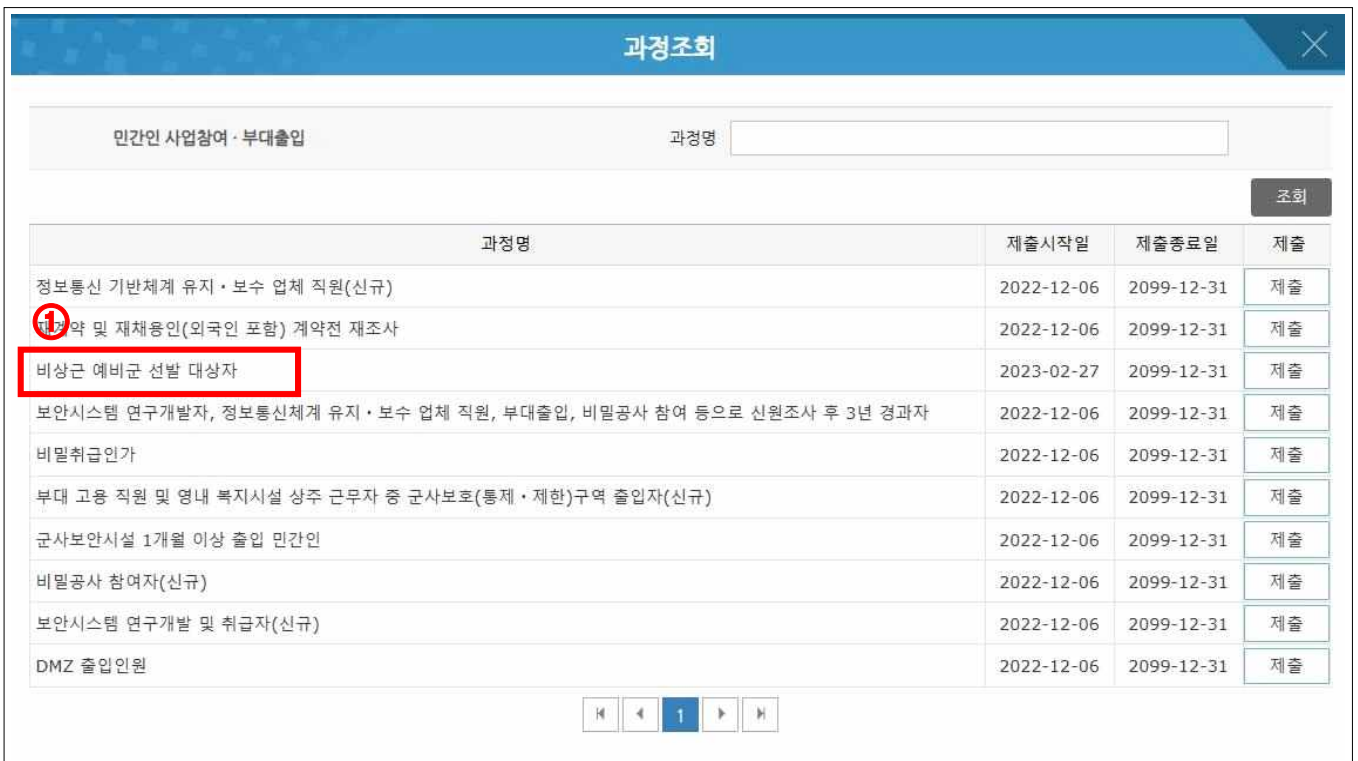 과정조회
민간인 사업참여 · 부대출입 과정명
조회
과정명 제출시작일 제출종료일 제출
정보통신 기반체계 유지・보수 업체 직원(신규) 2022-12-06 2099-12-31 제출
① 재계약 및 재채용인(외국인 포함) 계약전 재조사 2022-12-06 2099-12-31 제출
비상근 예비군 선발 대상자 2023-02-27 2099-12-31 제출
보안시스템 연구개발자, 정보통신체계 유지・보수 업체 직원, 부대출입, 비밀공사 참여 등으로 신원조사 후 3년 경과자 2022-12-06 2099-12-31 제출
비밀취급인가 2022-12-06 2099-12-31 제출
부대 고용 직원 및 영내 복지시설 상주 근무자 중 군사보호(통제・제한)구역 출입자(신규) 2022-12-06 2099-12-31 제출
군사보안시설 1개월 이상 출입 민간인 2022-12-06 2099-12-31 제출
비밀공사 참여자(신규) 2022-12-06 2099-12-31 제출
보안시스템 연구개발 및 취급자(신규) 2022-12-06 2099-12-31 제출
DMZ 출입인원 2022-12-06 2099-12-31 제출
1